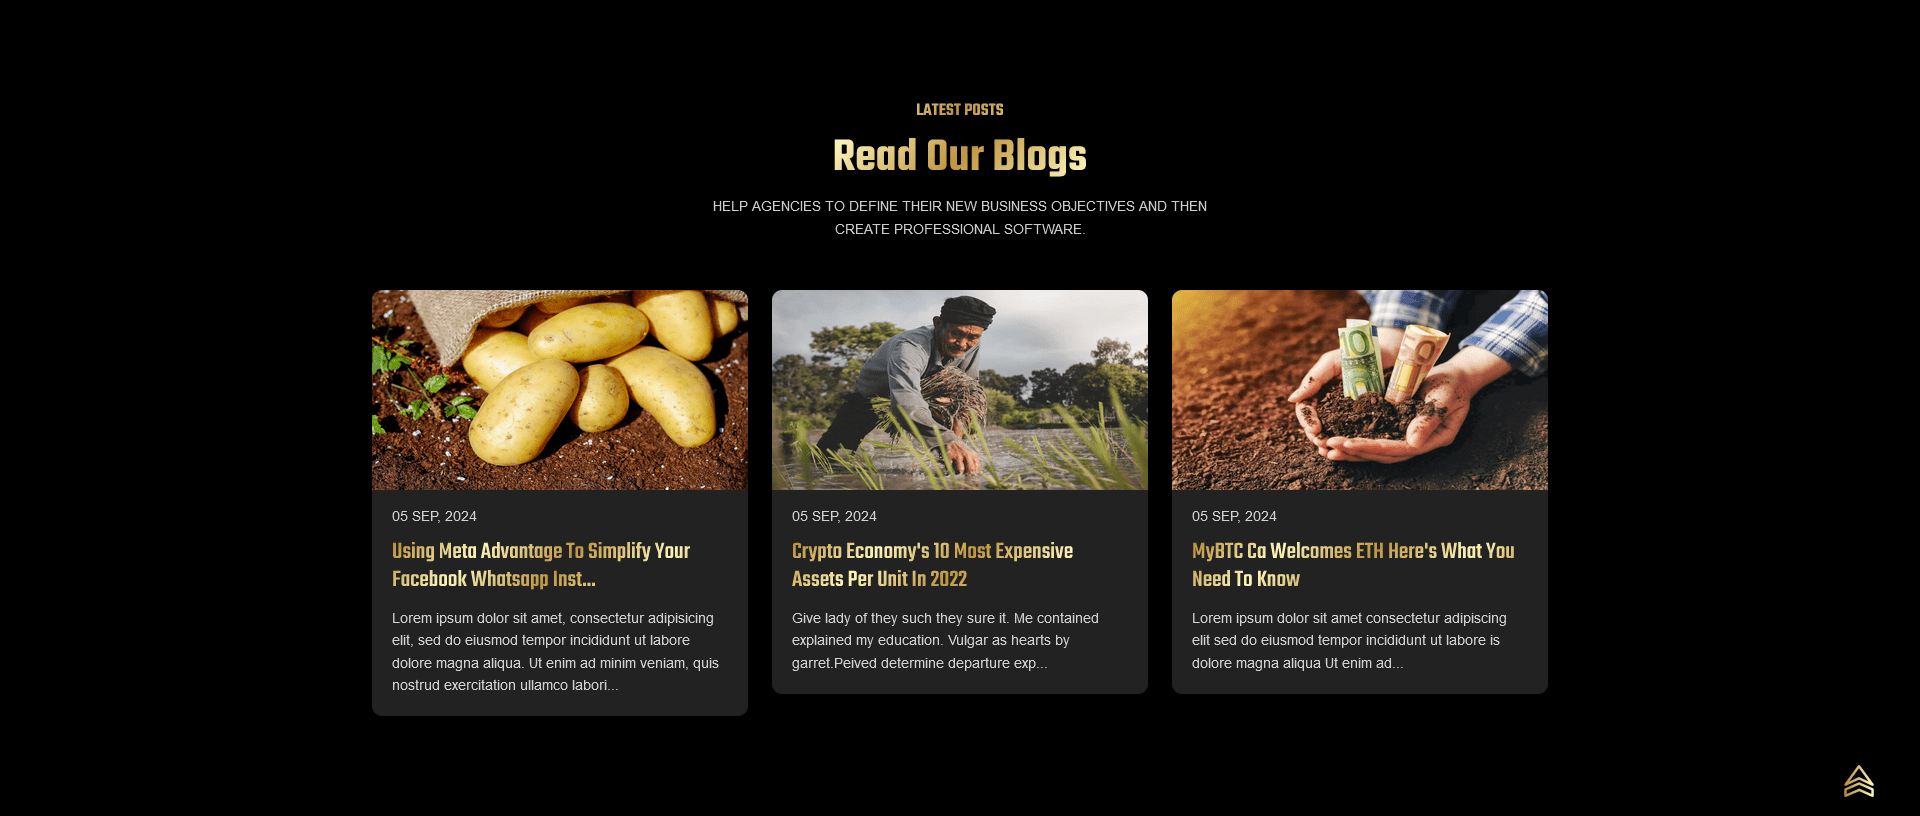 LATEST POSTS
Read Our Blogs
HELP AGENCIES TO DEFINE THEIR NEW BUSINESS OBJECTIVES AND THEN
CREATE PROFESSIONAL SOFTWARE.
05 SEP, 2024
Using Meta Advantage To Simplify Your
Facebook Whatsapp Inst...
Lorem ipsum dolor sit amet, consectetur adipisicing
elit, sed do eiusmod tempor incididunt ut labore
dolore magna aliqua. Ut enim ad minim veniam, quis
nostrud exercitation ullamco labori...
05 SEP, 2024
Crypto Economy's 10 Most Expensive
Assets Per Unit In 2022
Give lady of they such they sure it. Me contained
explained my education. Vulgar as hearts by
garret.Peived determine departure exp...
10
05 SEP, 2024
MyBTC Ca Welcomes ETH Here's What You
Need To Know
Lorem ipsum dolor sit amet consectetur adipiscing
elit sed do eiusmod tempor incididunt ut labore is
dolore magna aliqua Ut enim ad...